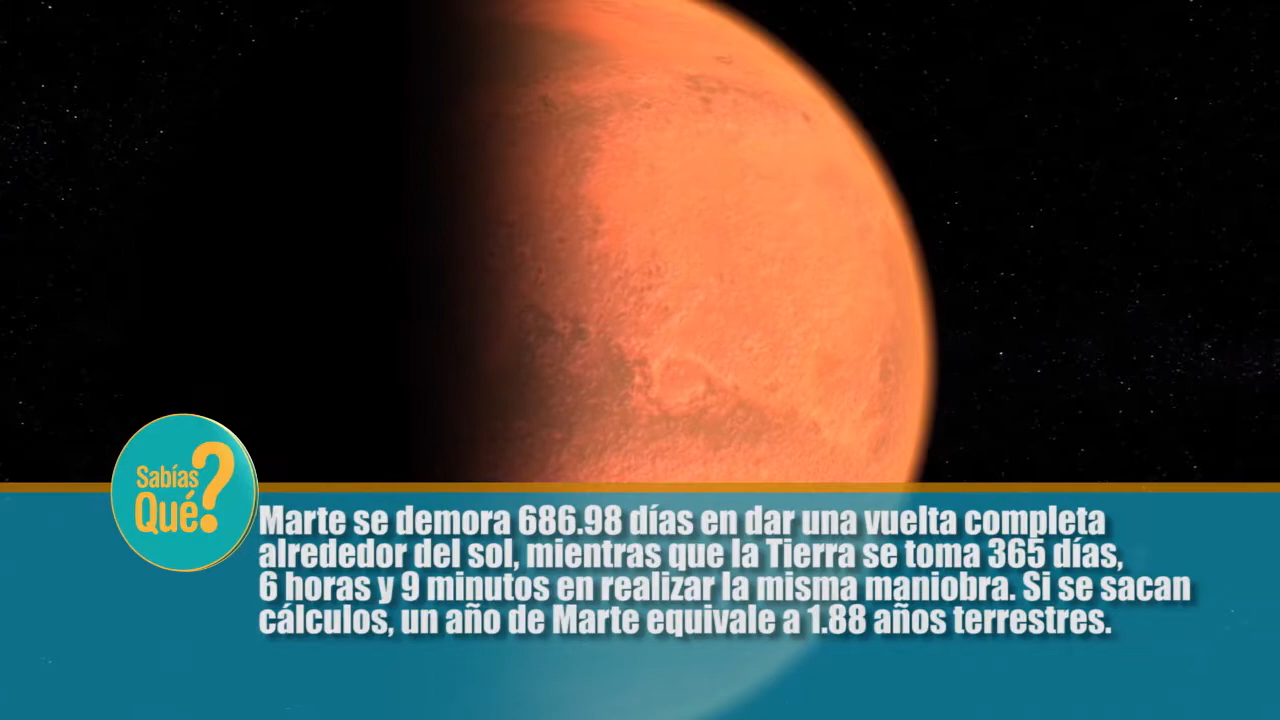 Sabías
Qué?
Marte se demora 686.98 días en dar una vuelta completa
alrededor del sol, mientras que la Tierra se toma 365 días,
6 horas y 9 minutos en realizar la misma maniobra. Si se sacan
cálculos, un año de Marte equivale a 1.88 años terrestres.